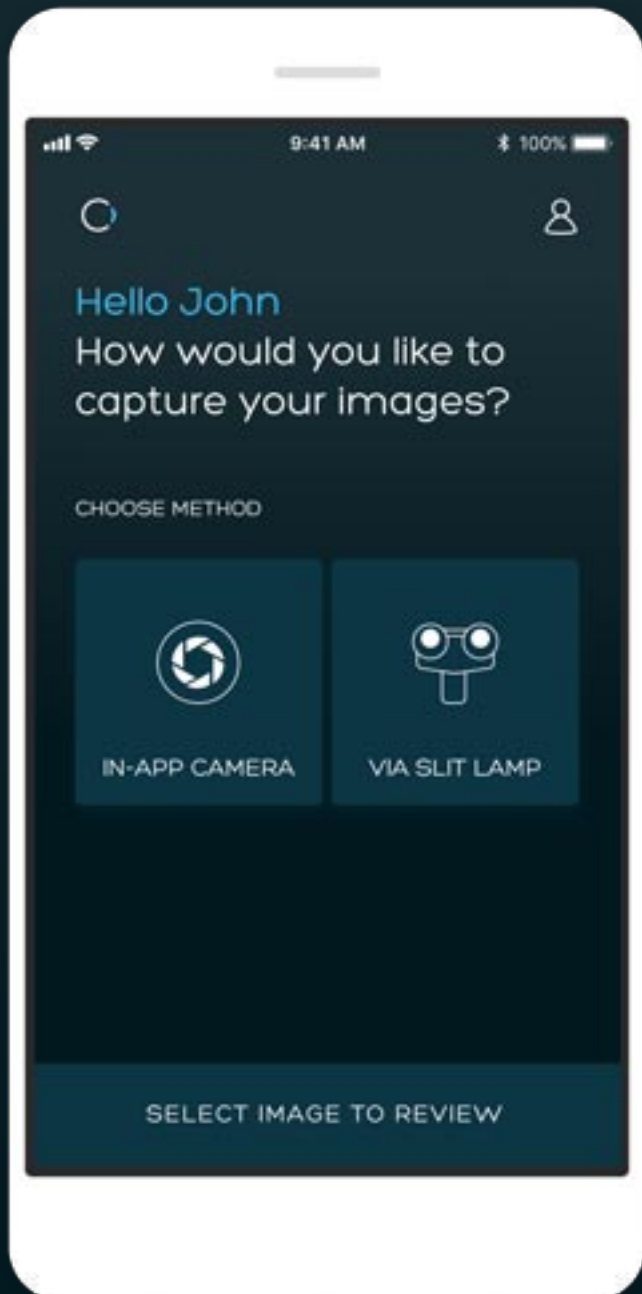 9:41 AM 100%
Hello John
How would you like to
capture your images?
CHOOSE METHOD
IN-APP CAMERA VIA SLIT LAMP
SELECT IMAGE TO REVIEW